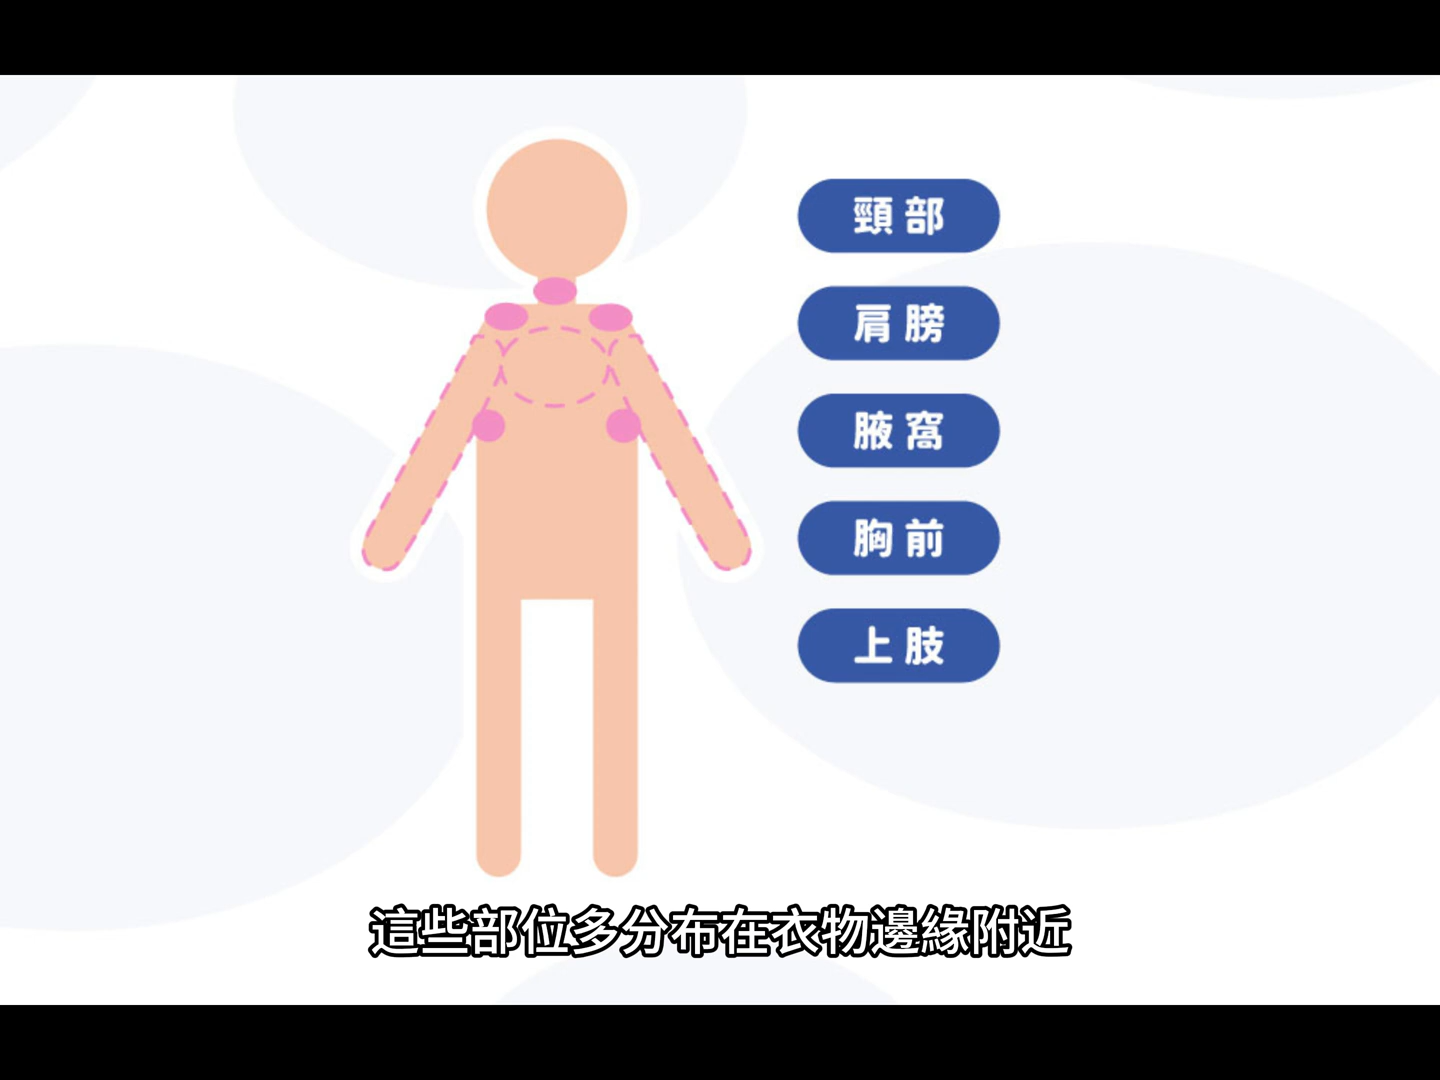 頸部
肩膀
腋窩
胸前
上肢
這些部位多分布在衣物邊緣附近